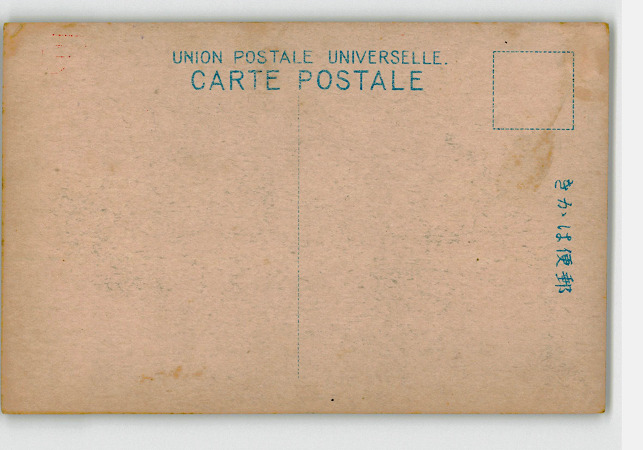 UNION POSTALE UNIVERSELLE.
CARTE POSTALE
きかは便郵